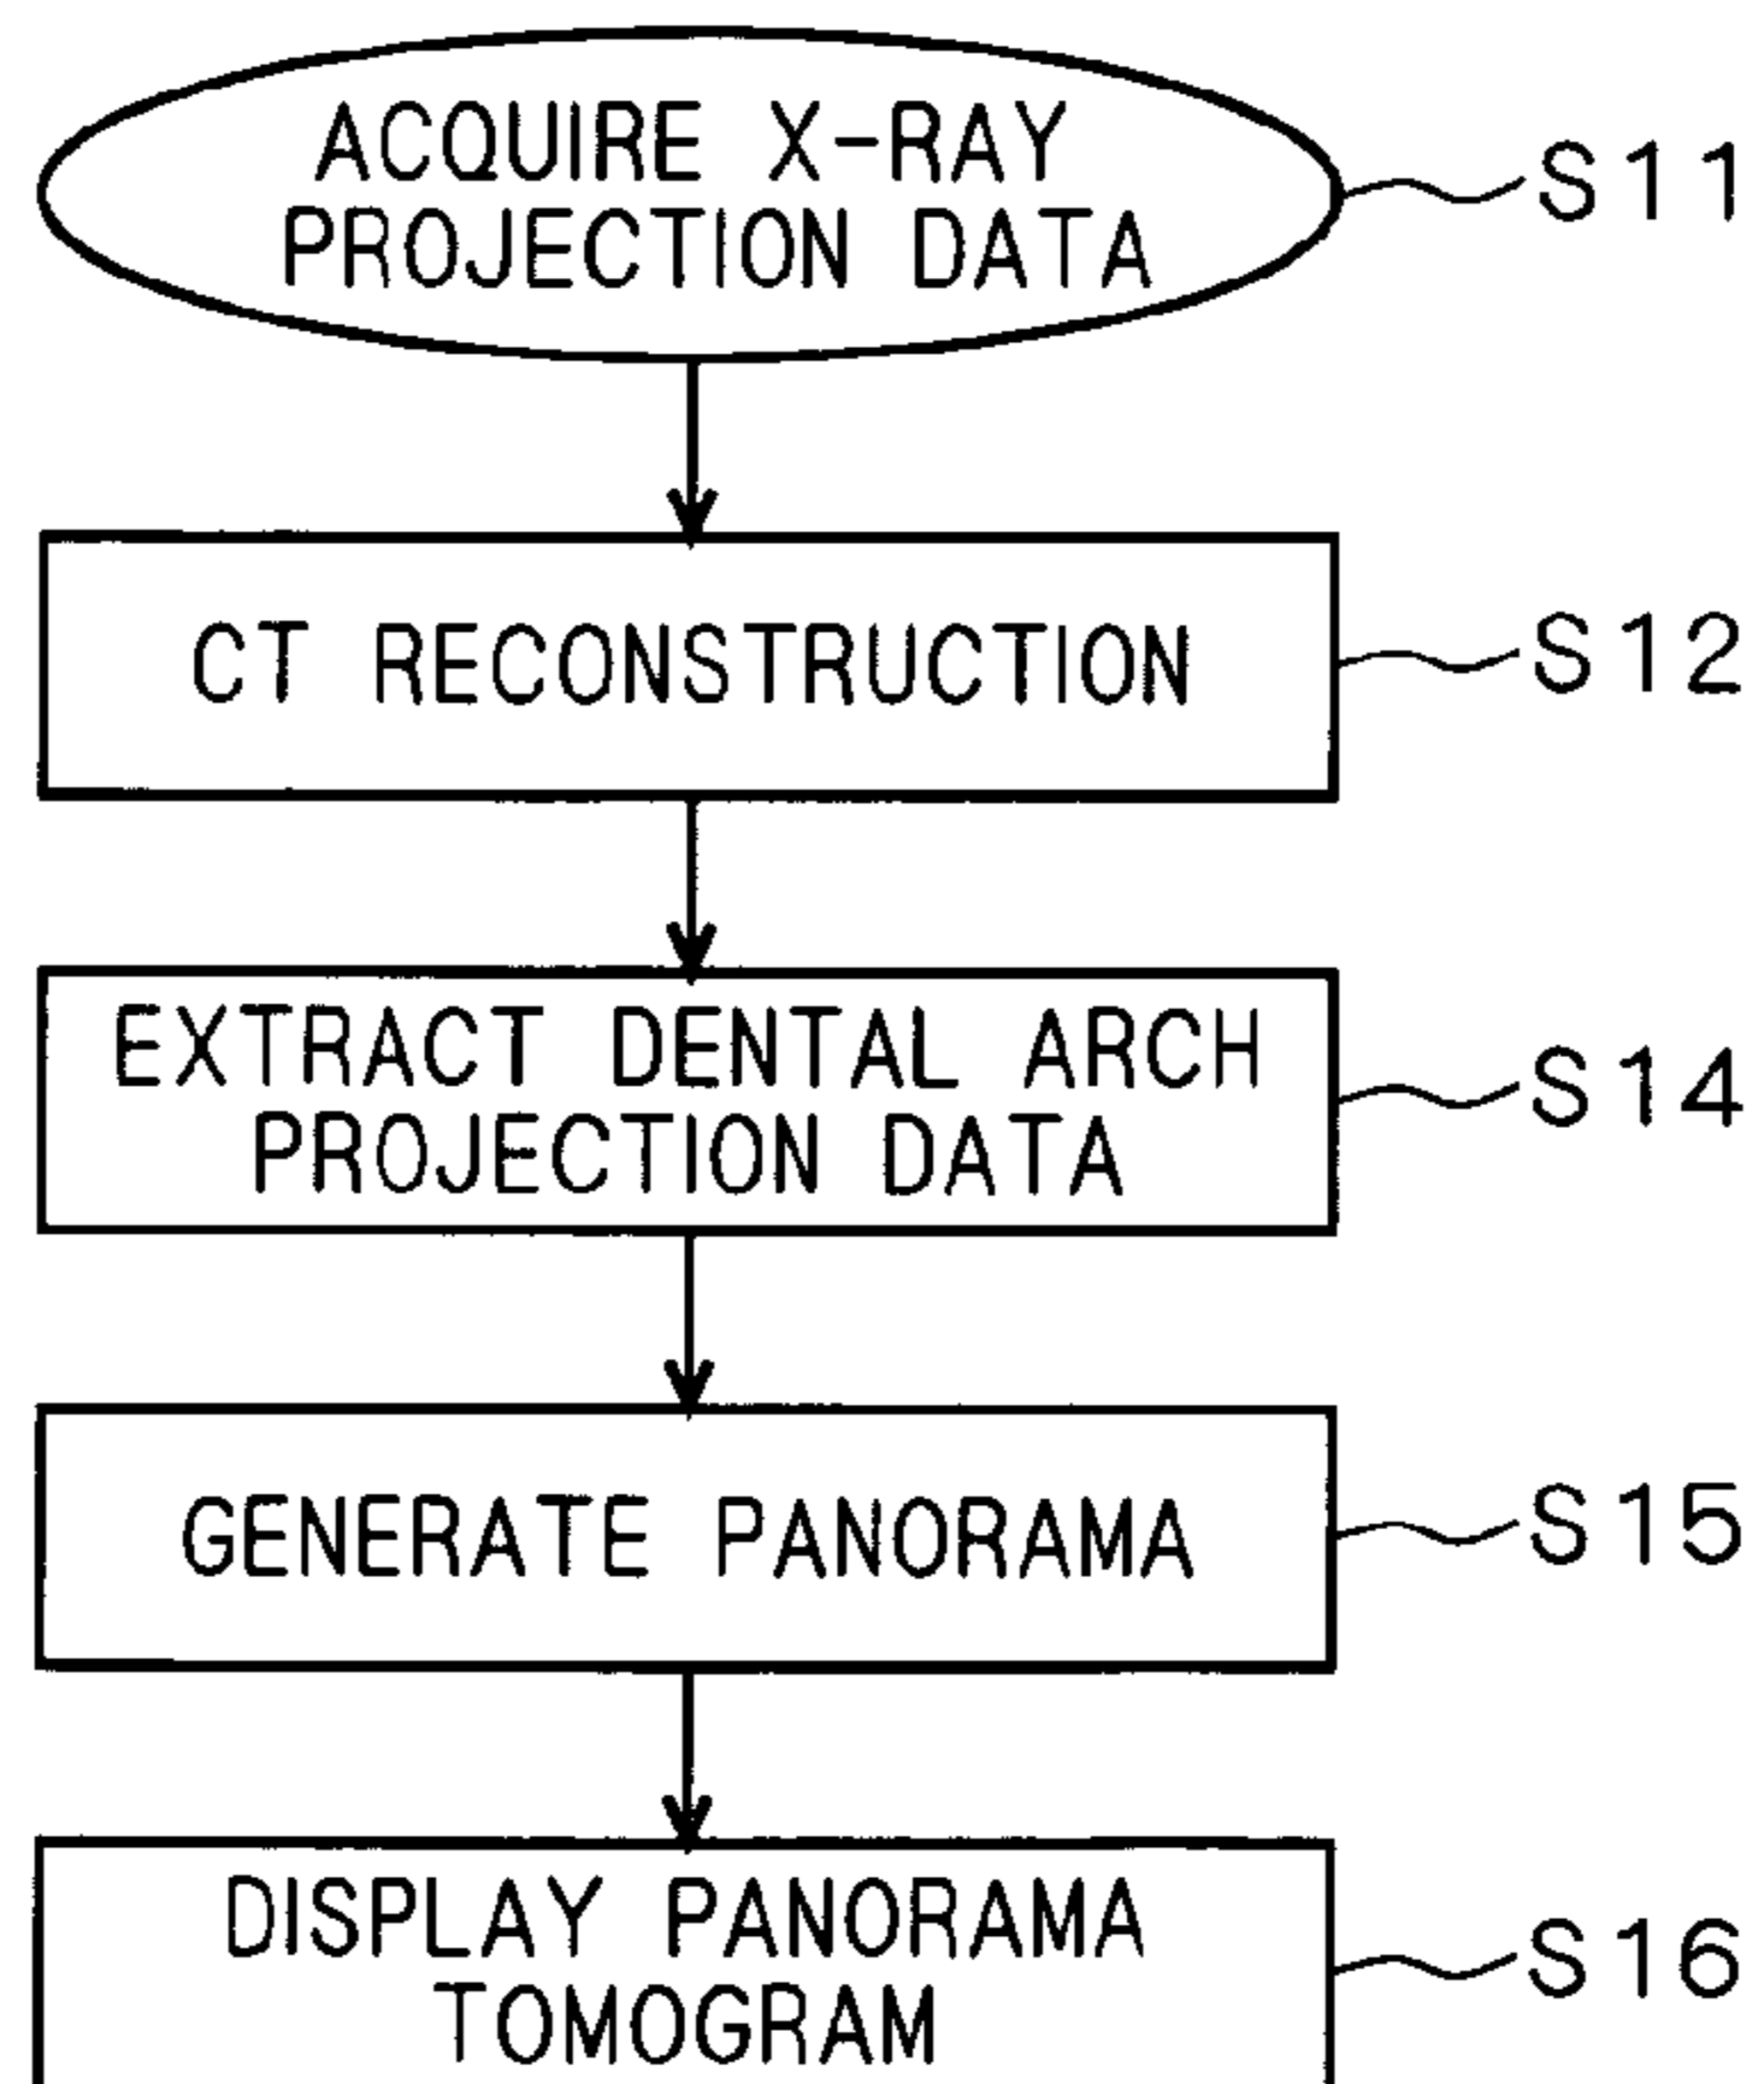 ACQUIRE X-RAY
PROJECTION DATA
S11
CT RECONSTRUCTION
S12
EXTRACT DENTAL ARCH
PROJECTION DATA
S14
GENERATE PANORAMA
S15
DISPLAY PANORAMA
TOMOGRAM
S16